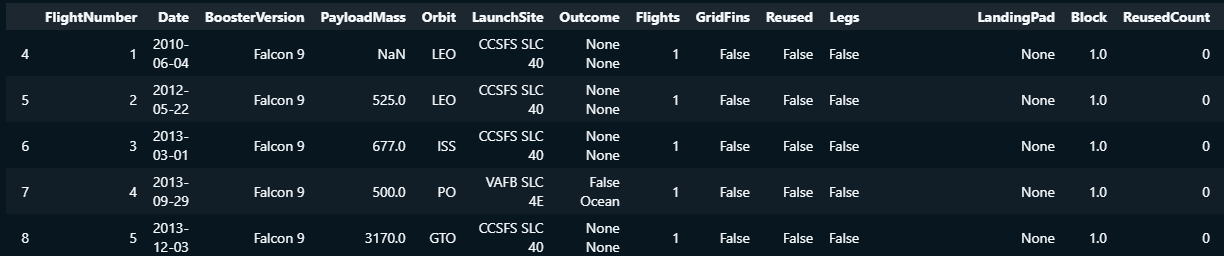 FlightNumber Date BoosterVersion PayloadMass Orbit LaunchSite Outcome Flights GridFins Reused Legs LandingPad Block ReusedCount
4 1 2010-06-04 Falcon 9 NaN LEO CCSFS SLC 40 None None 1 False False False None 1.0 0
5 2 2012-05-22 Falcon 9 525.0 LEO CCSFS SLC 40 None None 1 False False False None 1.0 0
6 3 2013-03-01 Falcon 9 677.0 ISS CCSFS SLC 40 None None 1 False False False None 1.0 0
7 4 2013-09-29 Falcon 9 500.0 PO VAFB SLC 4E False Ocean 1 False False False None 1.0 0
8 5 2013-12-03 Falcon 9 3170.0 GTO CCSFS SLC 40 None None 1 False False False None 1.0 0